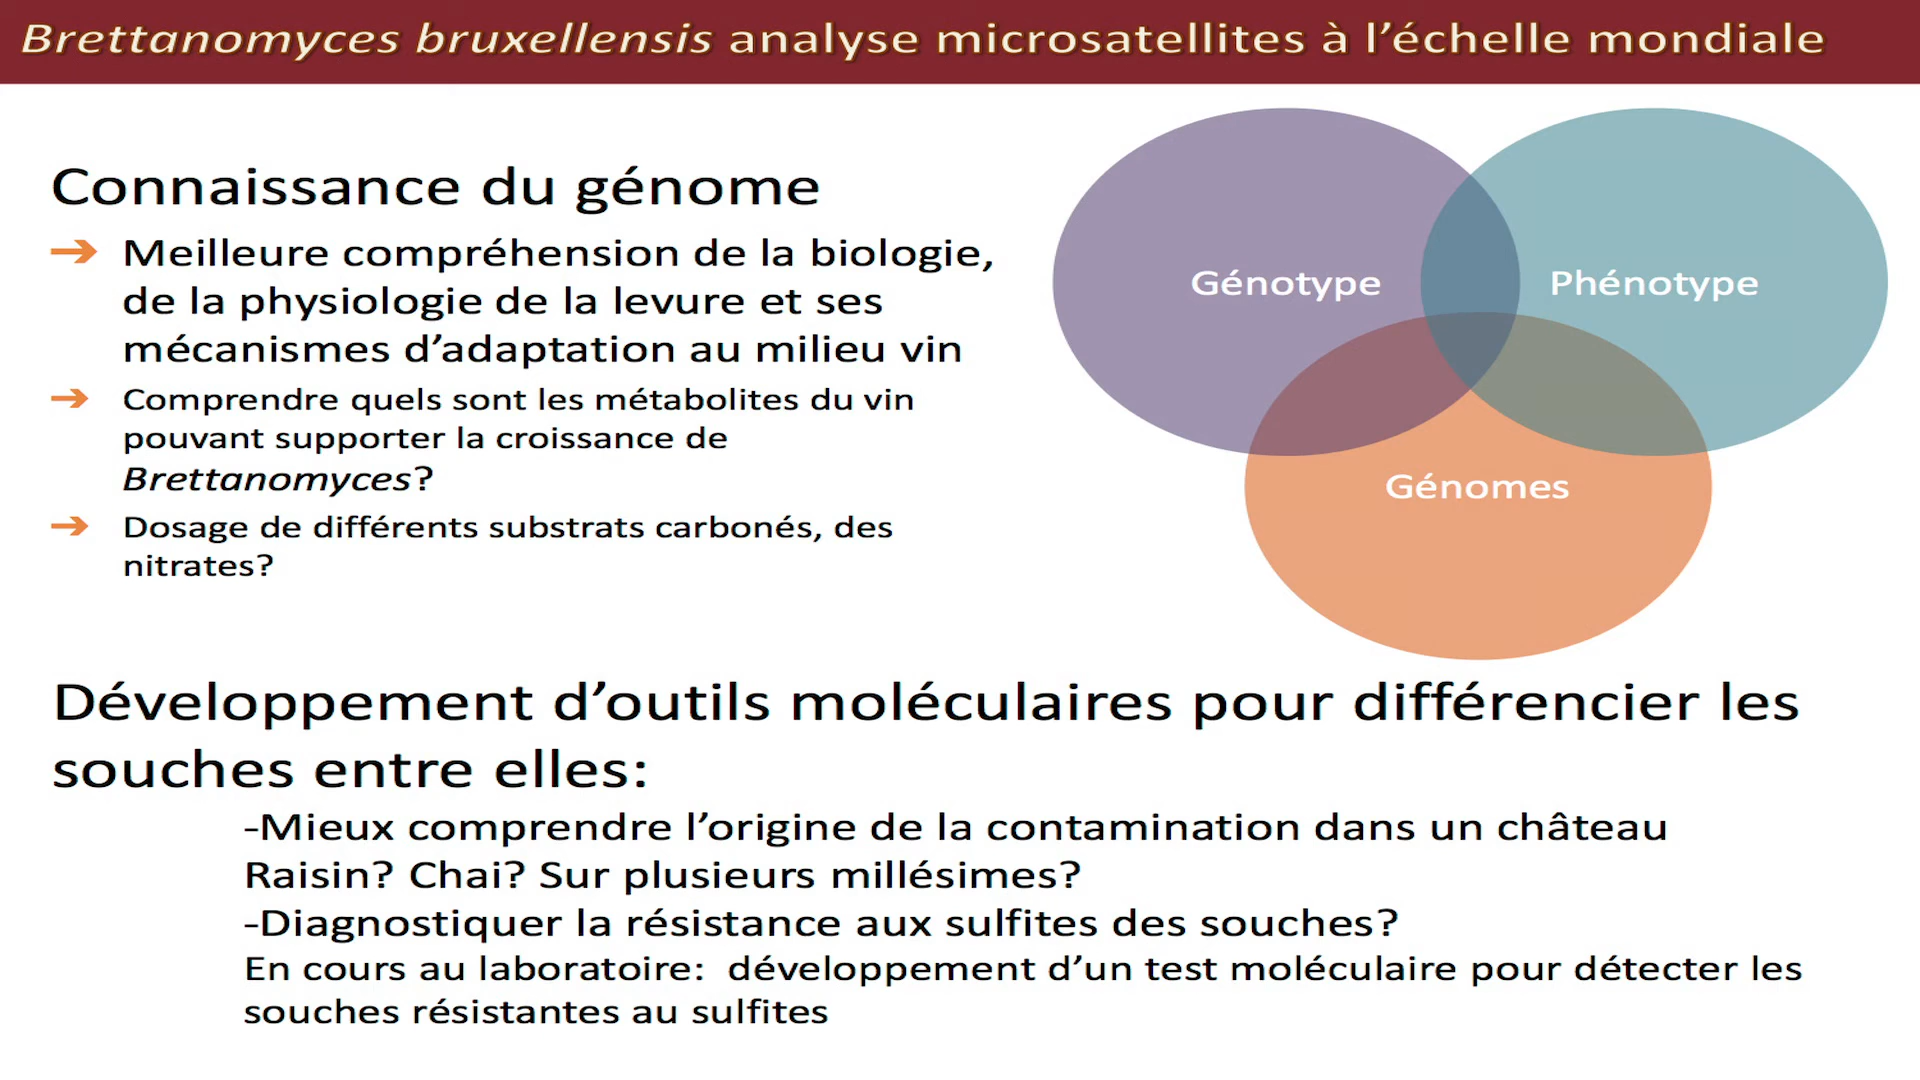 Brettanomyces bruxellensis analyse microsatellites à l’échelle mondiale
Connaissance du génome
➔ Meilleure compréhension de la biologie,
de la physiologie de la levure et ses
mécanismes d’adaptation au milieu vin
➔ Comprendre quels sont les métabolites du vin
pouvant supporter la croissance de
Brettanomyces?
➔ Dosage de différents substrats carbonés, des
nitrates?
Génotype
Phénotype
Génomes
Développement d’outils moléculaires pour différencier les
souches entre elles:
-Mieux comprendre l’origine de la contamination dans un château
Raisin? Chai? Sur plusieurs millésimes?
-Diagnostiquer la résistance aux sulfites des souches?
En cours au laboratoire: développement d’un test moléculaire pour détecter les
souches résistantes au sulfites